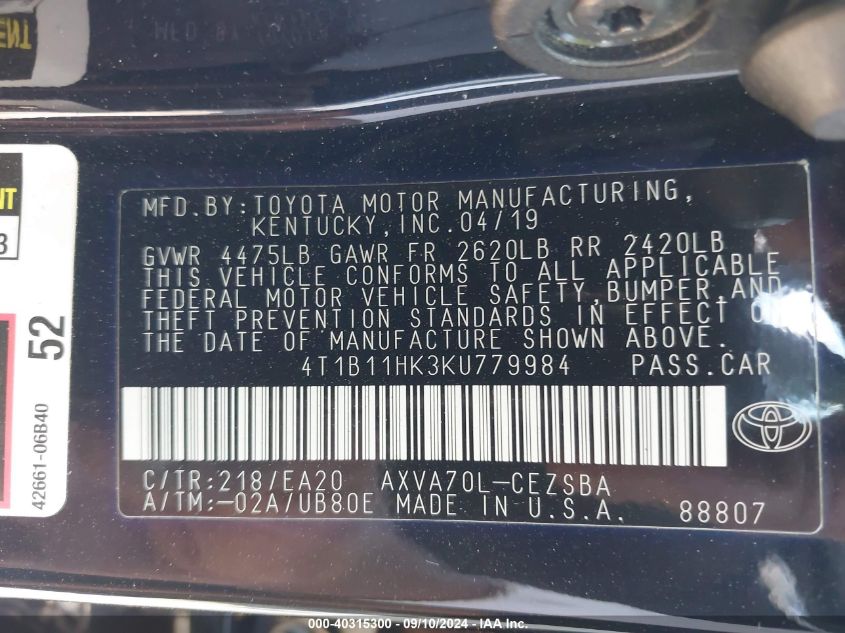 ENT
NT
3
52
42661-06B40
MFD.BY:TOYOTA MOTOR MANUFACTURING,
KENTUCKY,INC.04/19
GVWR 4475LB GAWR FR 2620LB RR 2420LB
THIS VEHICLE CONFORMS TO ALL APPLICABLE
FEDERAL MOTOR VEHICLE SAFETY,BUMPER,AND
THEFT PREVENTION STANDARDS IN EFFECT ON
THE DATE OF MANUFACTURE SHOWN ABOVE.
4T1B11HK3KU779984 PASS.CAR
C/TR:218/EA20 AXVA70L-CEZSBA
A/TM:-02A/UB80E MADE IN U.S.A. 88807
000-40315300 - 09/10/2024 - IAA, Inc.